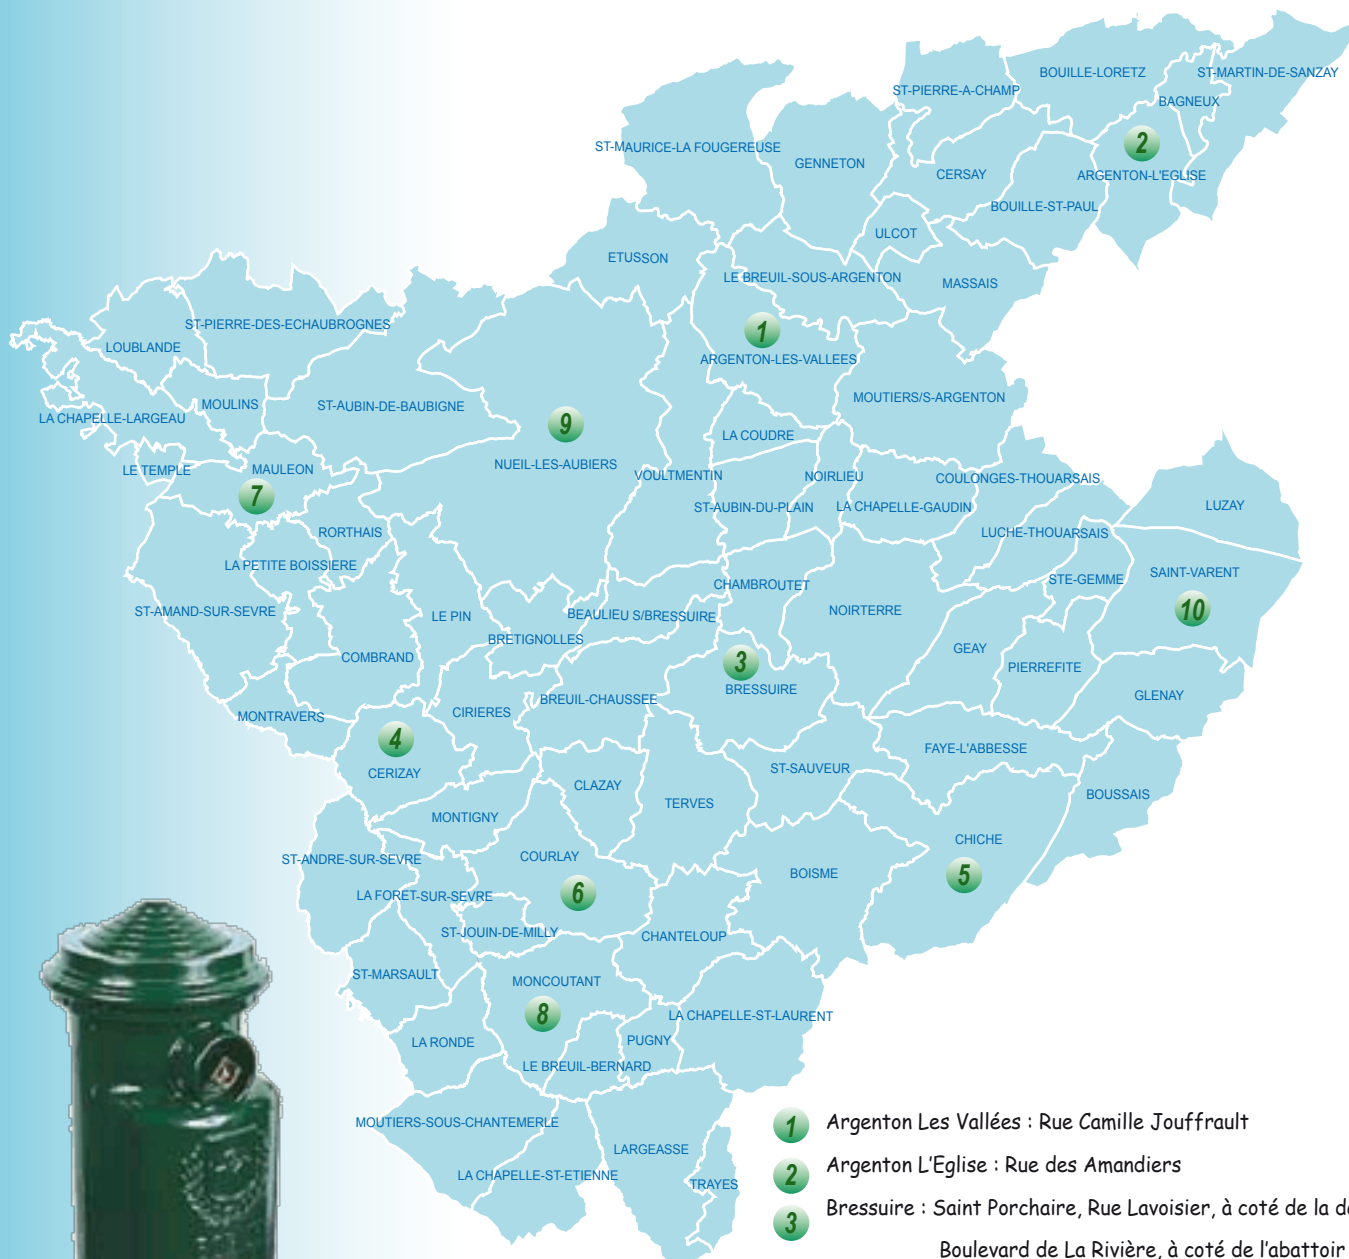 BOUILLE-LORETZ
ST-MARTIN-DE-SANZAY
ST-PIERRE-A-CHAMP
BAGNEUX
2
ST-MAURICE-LA FOUGEREUSE
GENNETON
CERSAY
ARGENTON-L'EGLISE
BOUILLE-ST-PAUL
ULCOT
ETUSSON
LE BREUIL-SOUS-ARGENTON
MASSAIS
ST-PIERRE-DES-ECHAUBROGNES
1
LOUBLANDE
ARGENTON-LES-VALLEES
MOULINS
ST-AUBIN-DE-BAUBIGNE
MOUTIERS/S-ARGENTON
LA CHAPELLE-LARGEAU
9
LA COUDRE
LE TEMPLE
MAULEON
NUEIL-LES-AUBIERS
VOULTMENTIN
NOIRLIEU
COULONGES-THOUARSAIS
7
ST-AUBIN-DU-PLAIN
LA CHAPELLE-GAUDIN
LUZAY
RORTHAIS
LUCHE-THOUARSAIS
LA PETITE BOISSIERE
CHAMBROUTET
STE-GEMME
SAINT-VARENT
ST-AMAND-SUR-SEVRE
LE PIN
BEAULIEU S/BRESSUIRE
NOIRTERRE
10
BRETIGNOLLES
COMBRAND
3
GEAY
PIERREFITE
BREUIL-CHAUSSEE
BRESSUIRE
GLENAY
MONTRAVERS
CIRIERES
4
FAYE-L'ABBESSE
CERIZAY
CLAZAY
ST-SAUVEUR
TERVES
BOUSSAIS
MONTIGNY
CHICHE
ST-ANDRE-SUR-SEVRE
COURLAY
BOISME
5
LA FORET-SUR-SEVRE
6
ST-JOUIN-DE-MILLY
CHANTELOUP
ST-MARSAULT
MONCOUTANT
8
LA CHAPELLE-ST-LAURENT
LA RONDE
PUGNY
LE BREUIL-BERNARD
MOUTIERS-SOUS-CHANTEMERLE
LARGEASSE
LA CHAPELLE-ST-ETIENNE
TRAYES
1 Argenton Les Vallées : Rue Camille Jouffrault
2 Argenton L'Eglise : Rue des Amandiers
3 Bressuire : Saint Porchaire, Rue Lavoisier, à coté de la dé
Boulevard de La Rivière, à coté de l'abattoir